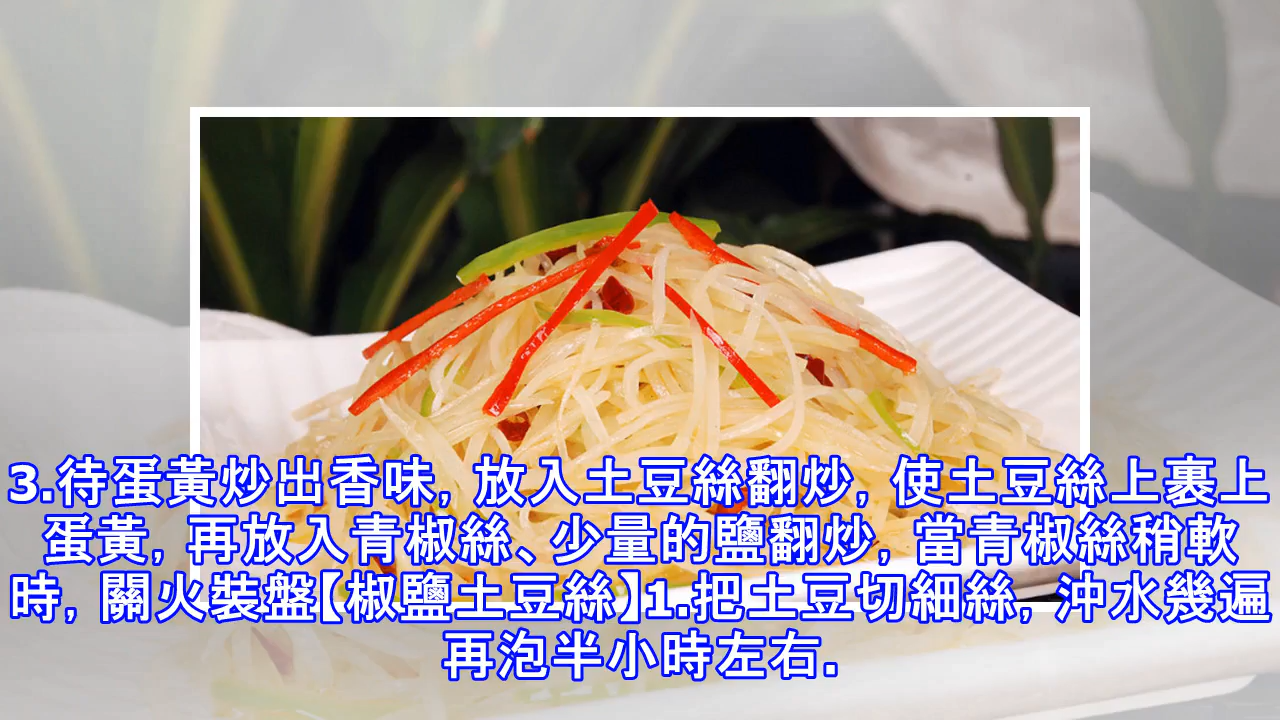 3.待蛋黃炒出香味, 放入土豆絲翻炒, 使土豆絲上裹上
蛋黃, 再放入青椒絲、少量的鹽翻炒, 當青椒絲稍軟
時, 關火裝盤【椒鹽土豆絲】1.把土豆切細絲, 沖水幾遍
再泡半小時左右.